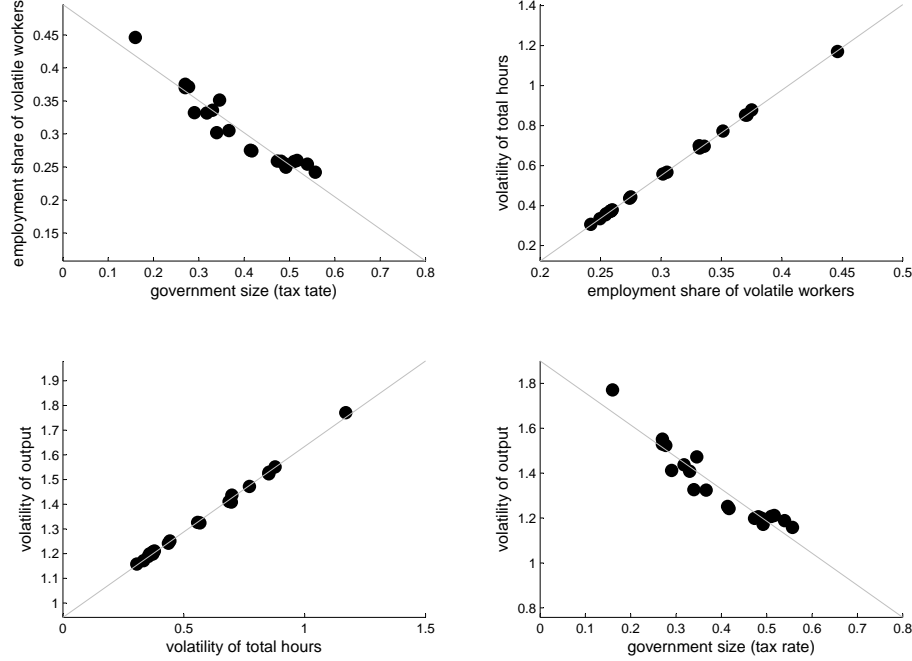 employment share of volatile workers
0.45
0.4
0.35
0.3
0.25
0.2
0.15
0 0.1 0.2 0.3 0.4 0.5 0.6 0.7 0.8
government size (tax tate)
volatility of total hours
1.4
1.2
1
0.8
0.6
0.4
0.2
0.2 0.25 0.3 0.35 0.4 0.45 0.5
employment share of volatile workers
volatility of output
1.9
1.8
1.7
1.6
1.5
1.4
1.3
1.2
1.1
1
0 0.5 1 1.5
volatility of total hours
volatility of output
1.8
1.6
1.4
1.2
1
0.8
0 0.1 0.2 0.3 0.4 0.5 0.6 0.7 0.8
government size (tax rate)